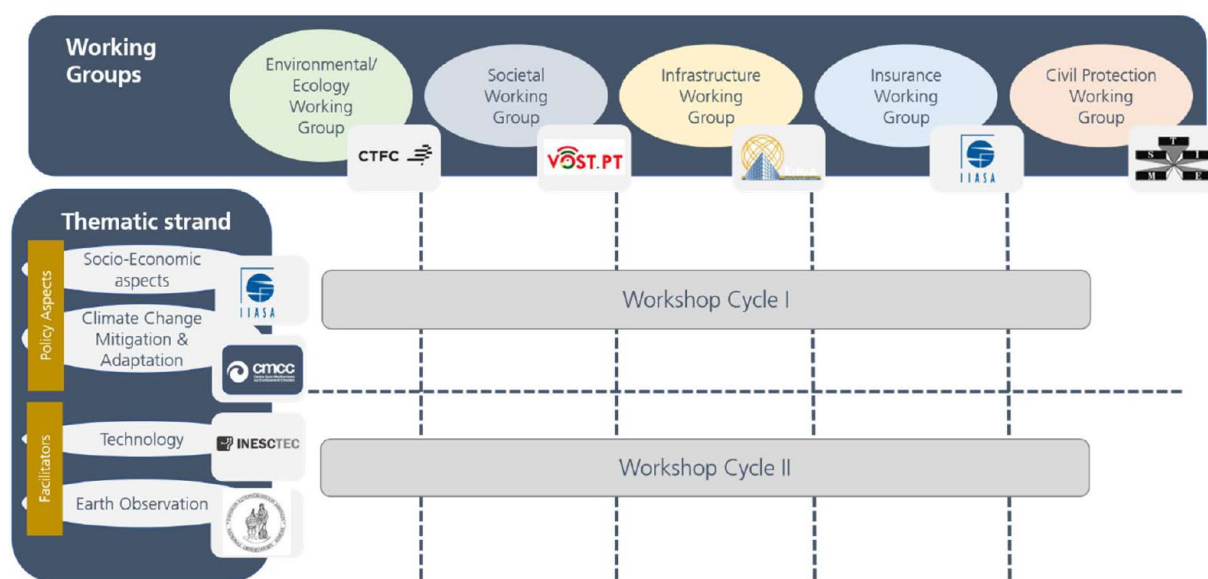 Working
Groups
Environmental/
Ecology
Working
Group
Societal
Working
Group
Infrastructure
Working
Group
Insurance
Working
Group
Civil Protection
Working
Group
CTFC
VOST.PT
IIASA
T
S I I
M E
Thematic strand
Policy Aspects
Socio-Economic
aspects
IIASA
Climate Change
Mitigation &
Adaptation
cmcc
Workshop Cycle I
Facilitators
Technology
INESCTEC
Earth Observation
Workshop Cycle II